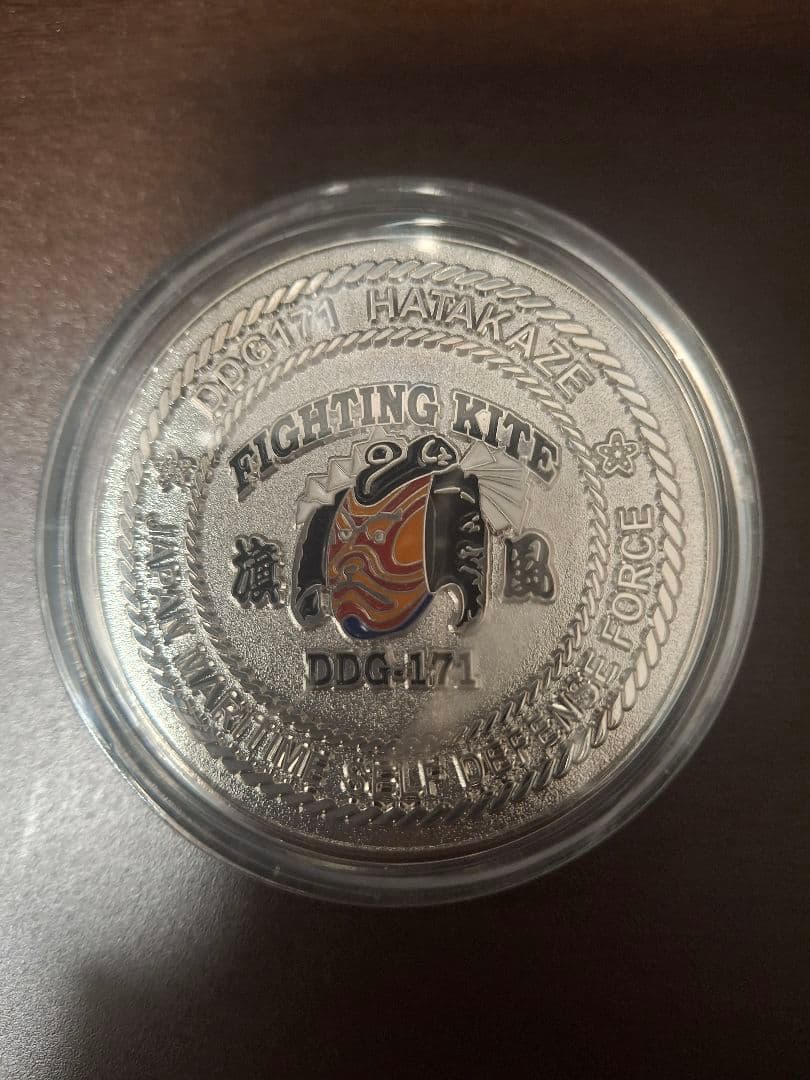 DDG171 HATAKAZE
FIGHTING KITE
旗 風
DDG-171
JAPAN MARITIME SELF DEFENSE FORCE